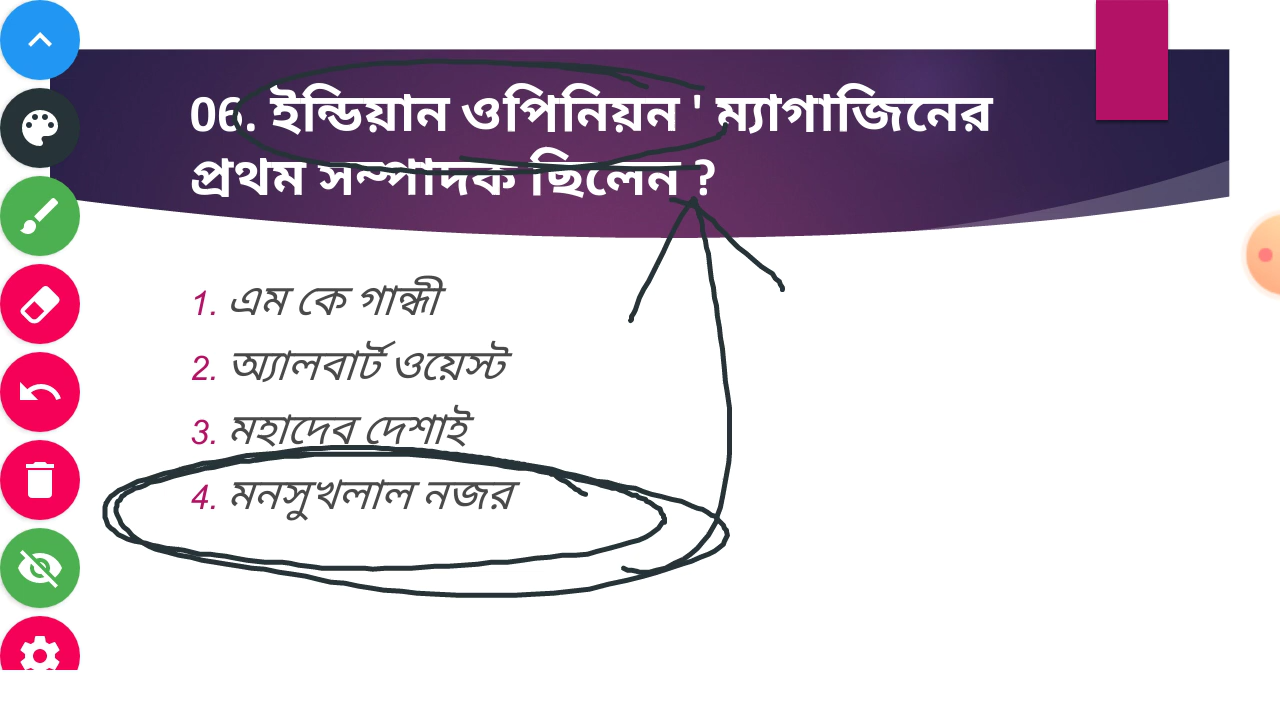 06. ইন্ডিয়ান ওপিনিয়ন ' ম্যাগাজিনের
প্রথম সম্পাদক ছিলেন ?
1. এম কে গান্ধী
2. অ্যালবার্ট ওয়েস্ট
3. মহাদেব দেশাই
4. মনসুখলাল নজর